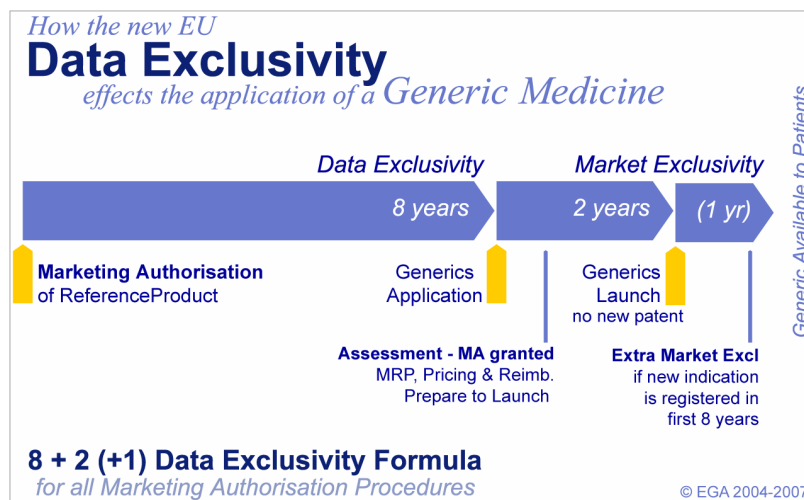 How the new EU
Data Exclusivity
effects the application of a Generic Medicine
Data Exclusivity
Market Exclusivity
8 years
2 years
(1 yr)
Marketing Authorisation
of ReferenceProduct
Generics
Application
Generics
Launch
no new patent
Assessment - MA granted
MRP, Pricing & Reimb.
Prepare to Launch
Extra Market Excl
if new indication
is registered in
first 8 years
Generic Available to Patients
8 + 2 (+1) Data Exclusivity Formula
for all Marketing Authorisation Procedures
© EGA 2004-2007